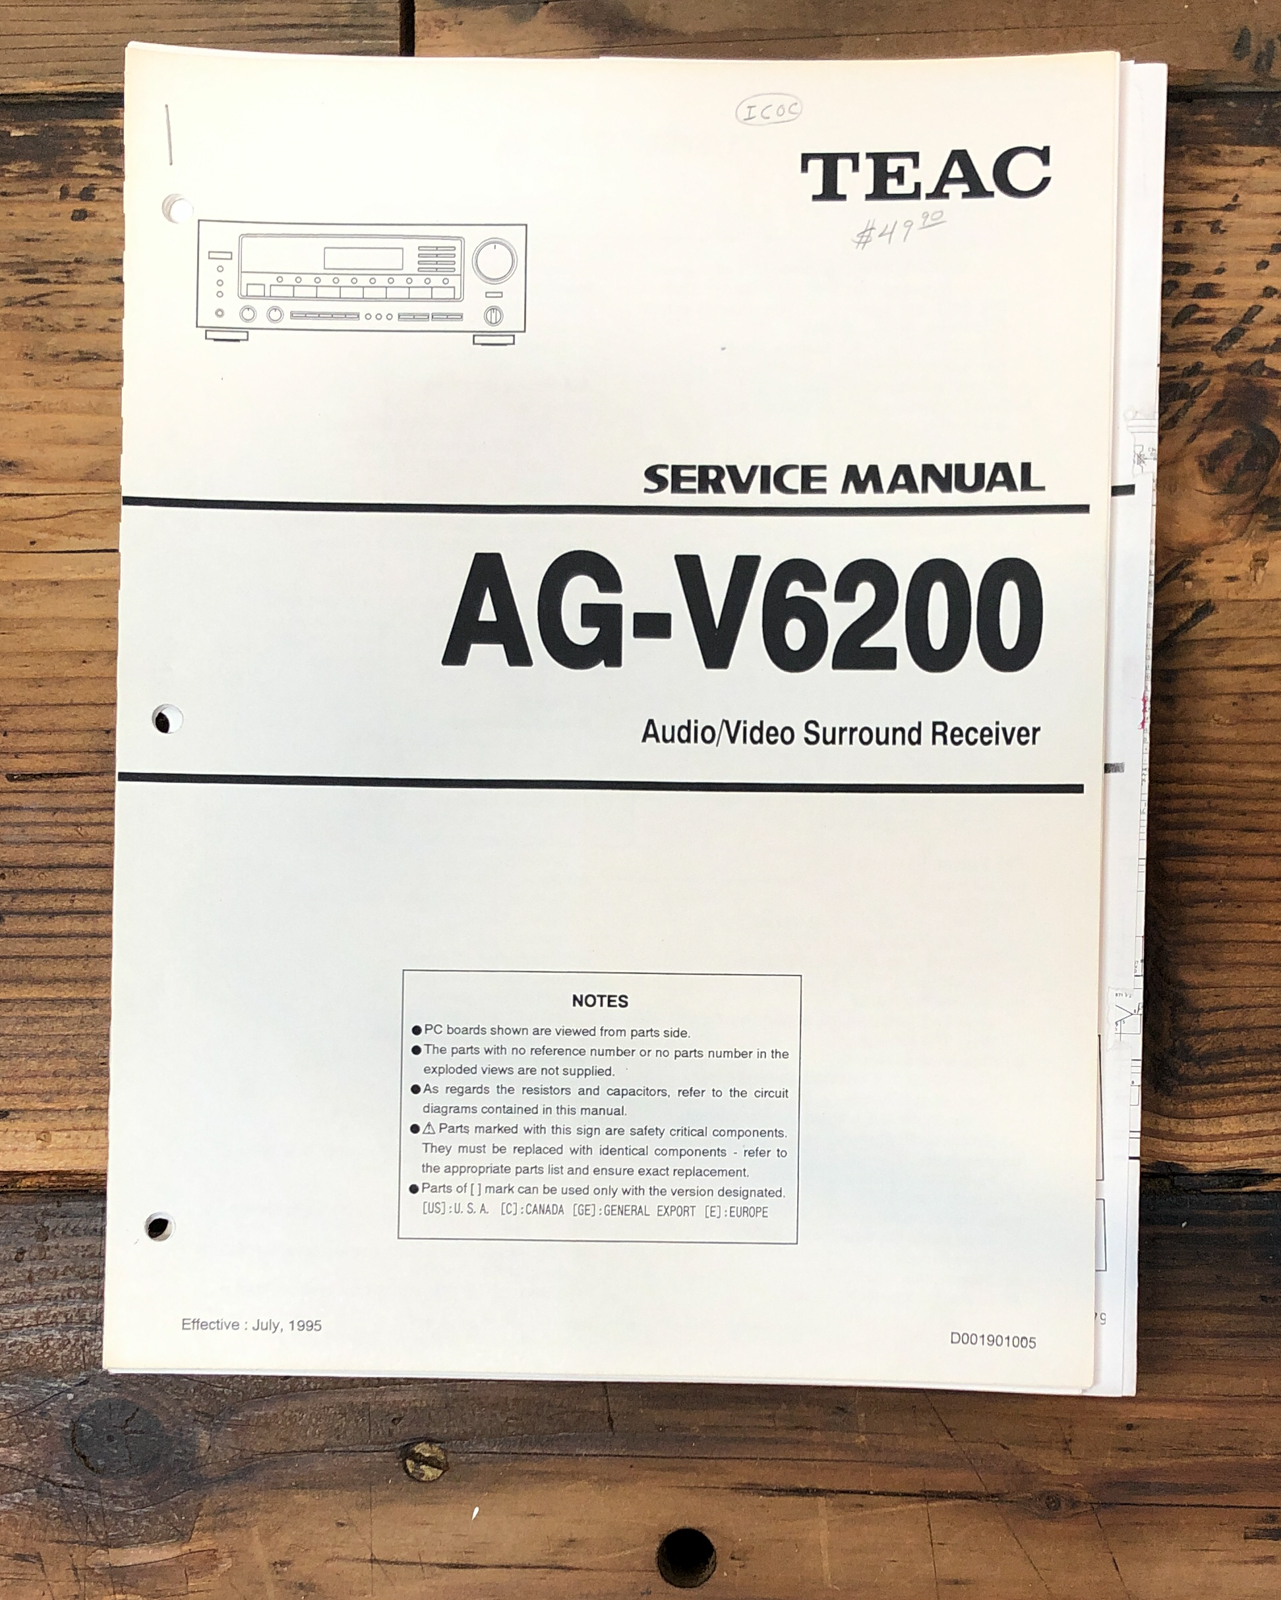 ICOC
TEAC
$49.90
SERVICE MANUAL
AG-V6200
Audio/Video Surround Receiver
NOTES
● PC boards shown are viewed from parts side.
● The parts with no reference number or no parts number in the
exploded views are not supplied.
● As regards the resistors and capacitors, refer to the circuit
diagrams contained in this manual.
● ⚠ Parts marked with this sign are safety critical components.
They must be replaced with identical components - refer to
the appropriate parts list and ensure exact replacement.
● Parts of [ ] mark can be used only with the version designated.
[US]:U.S.A. [C]:CANADA [GE]:GENERAL EXPORT [E]:EUROPE
Effective : July, 1995
D001901005